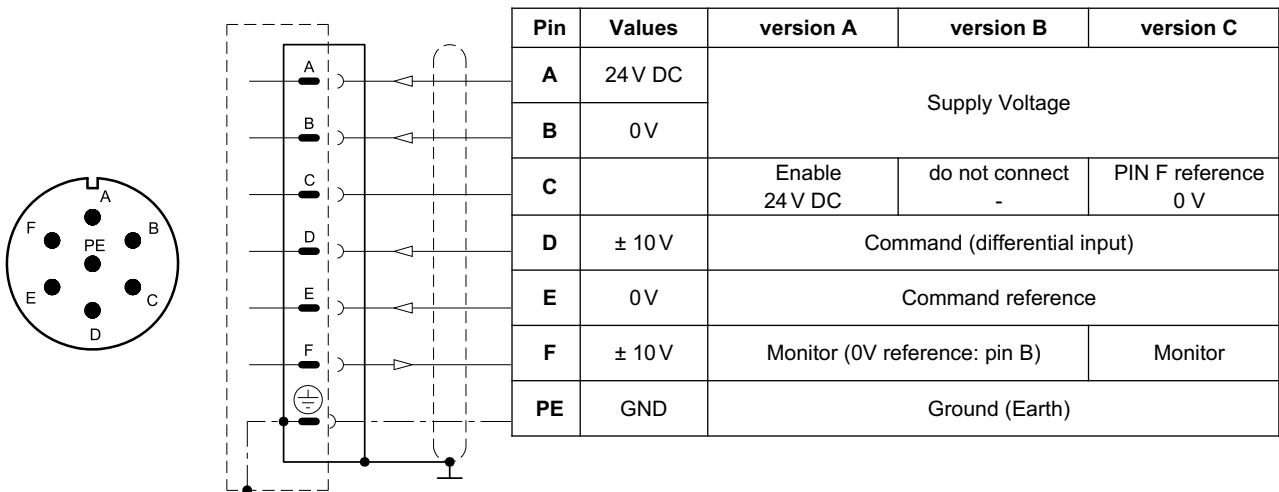 A
B
C
D
E
F
PE
A
B
C
D
E
F
Pin Values version A version B version C
A 24 V DC Supply Voltage
B 0 V
C Enable do not connect PIN F reference
24 V DC - 0 V
D ± 10 V Command (differential input)
E 0 V Command reference
F ± 10 V Monitor (0V reference: pin B) Monitor
PE GND Ground (Earth)